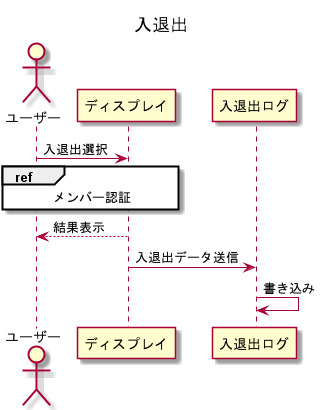 入退出
ユーザー
ディスプレイ
入退出ログ
入退出選択
ref
メンバー認証
結果表示
入退出データ送信
書き込み
ユーザー
ディスプレイ
入退出ログ